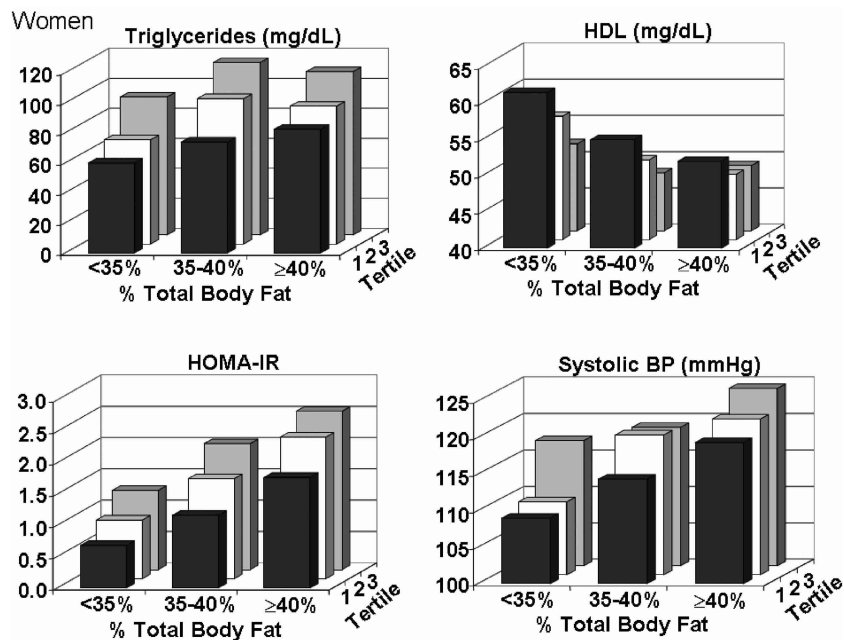 Women
Triglycerides (mg/dL)
120
100
80
60
40
20
0
<35% 35-40% ≥40%
1 2 3
Tertile
% Total Body Fat
HDL (mg/dL)
65
60
55
50
45
40
<35% 35-40% ≥40%
1 2 3
Tertile
% Total Body Fat
HOMA-IR
3.0
2.5
2.0
1.5
1.0
0.5
0.0
<35% 35-40% ≥40%
1 2 3
Tertile
% Total Body Fat
Systolic BP (mmHg)
125
120
115
110
105
100
<35% 35-40% ≥40%
1 2 3
Tertile
% Total Body Fat